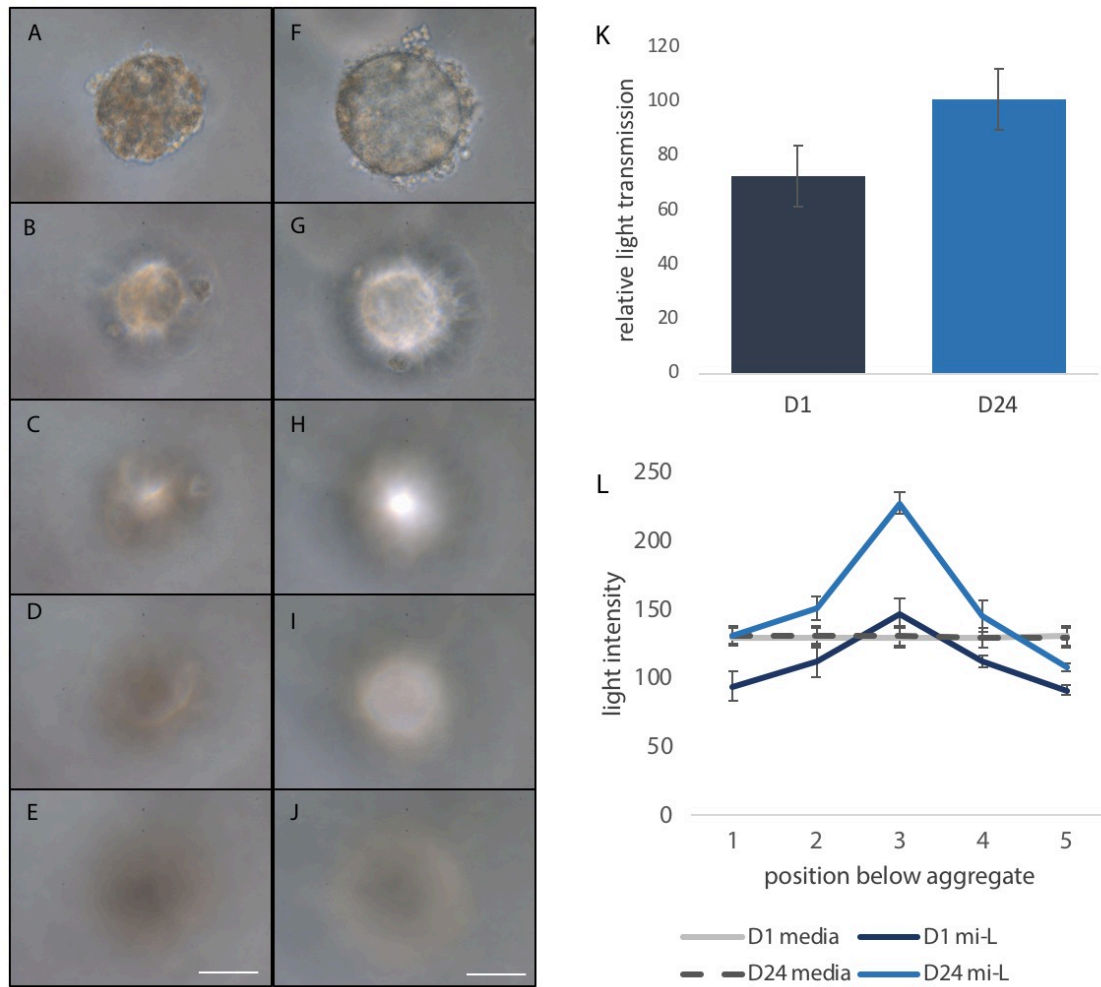 A
F
B
G
C
H
D
I
E
J
K
relative light transmission
120
100
80
60
40
20
0
D1
D24
L
light intensity
250
200
150
100
50
0
1 2 3 4 5
position below aggregate
D1 media
D1 mi-L
D24 media
D24 mi-L